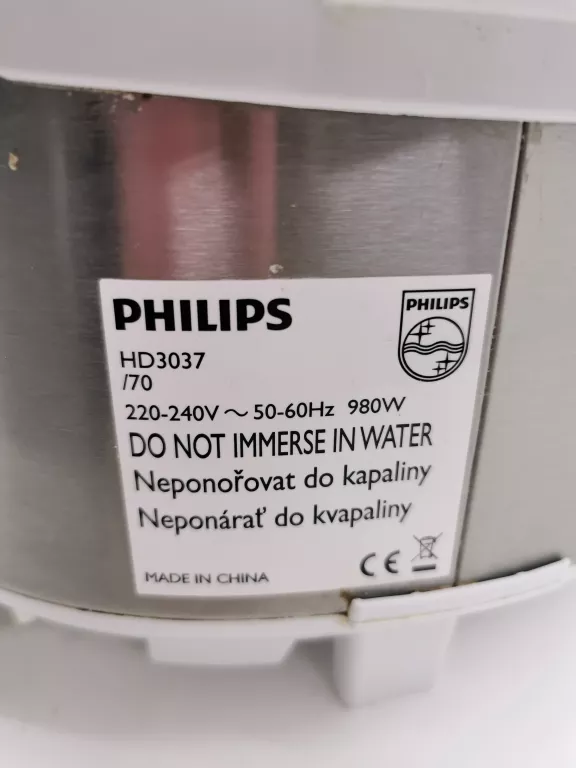 PHILIPS
PHILIPS
HD3037
/70
220-240V ~ 50-60Hz 980W
DO NOT IMMERSE IN WATER
Neponořovat do kapaliny
Neponárať do kvapaliny
MADE IN CHINA
CE